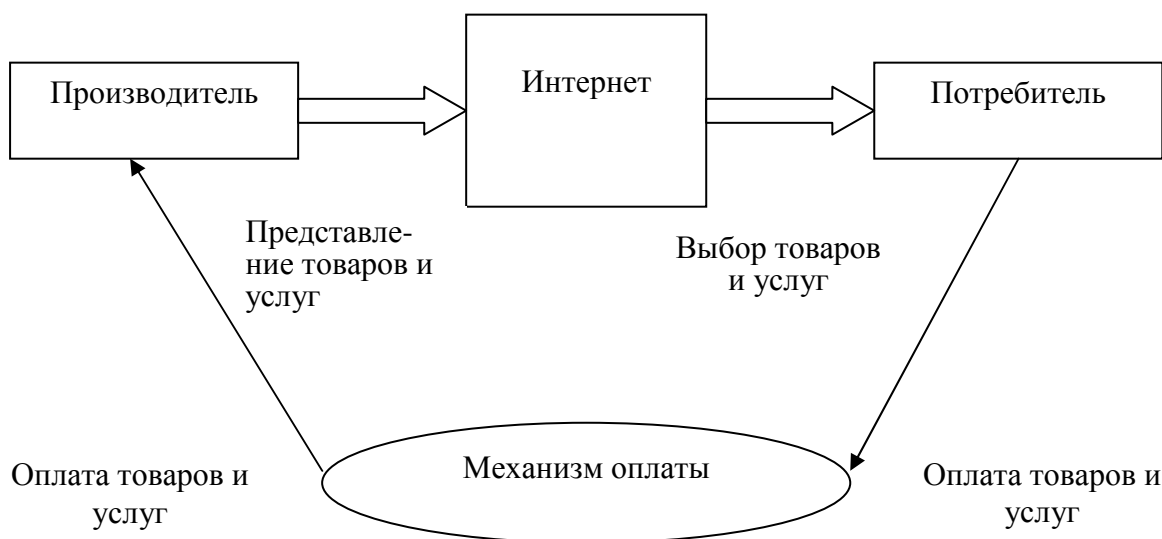 Производитель
Интернет
Потребитель
Представле-
ние товаров и
услуг
Выбор товаров
и услуг
Механизм оплаты
Оплата товаров и
услуг
Оплата товаров и
услуг